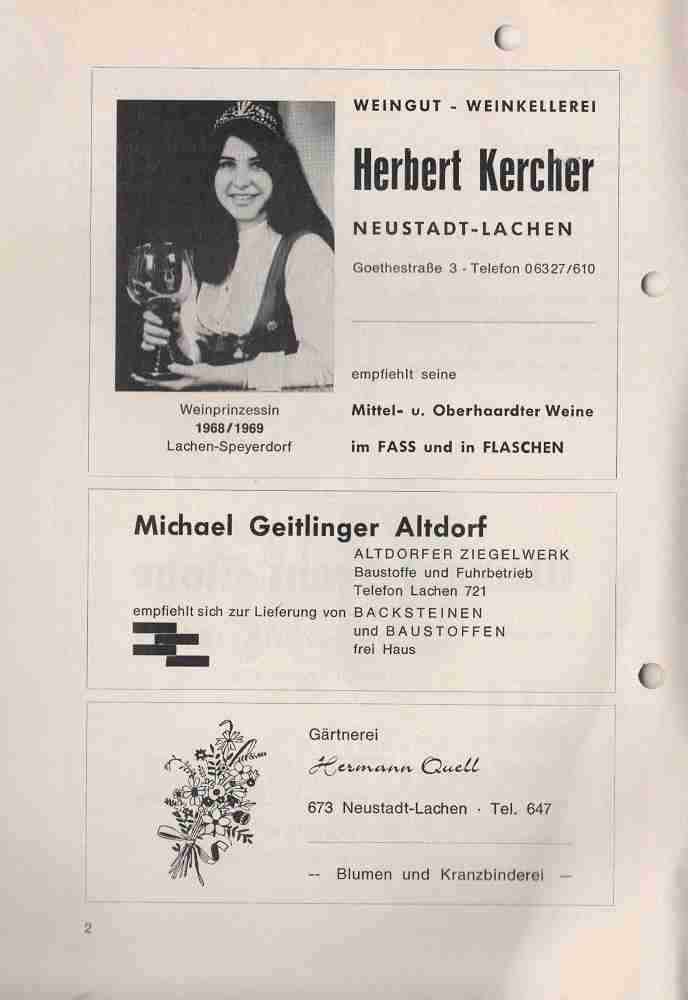 WEINGUT - WEINKELLEREI
Herbert Kercher
NEUSTADT-LACHEN
Goethestraße 3 - Telefon 06327/610
empfiehlt seine
Mittel- u. Oberhaardter Weine
im FASS und in FLASCHEN
Weinprinzessin
1968/1969
Lachen-Speyerdorf
Michael Geitlinger Altdorf
ALTDORFER ZIEGELWERK
Baustoffe und Fuhrbetrieb
Telefon Lachen 721
empfiehlt sich zur Lieferung von BACKSTEINEN
und BAUSTOFFEN
frei Haus
Gärtnerei
Hermann Quell
673 Neustadt-Lachen · Tel. 647
-- Blumen und Kranzbinderei —
2